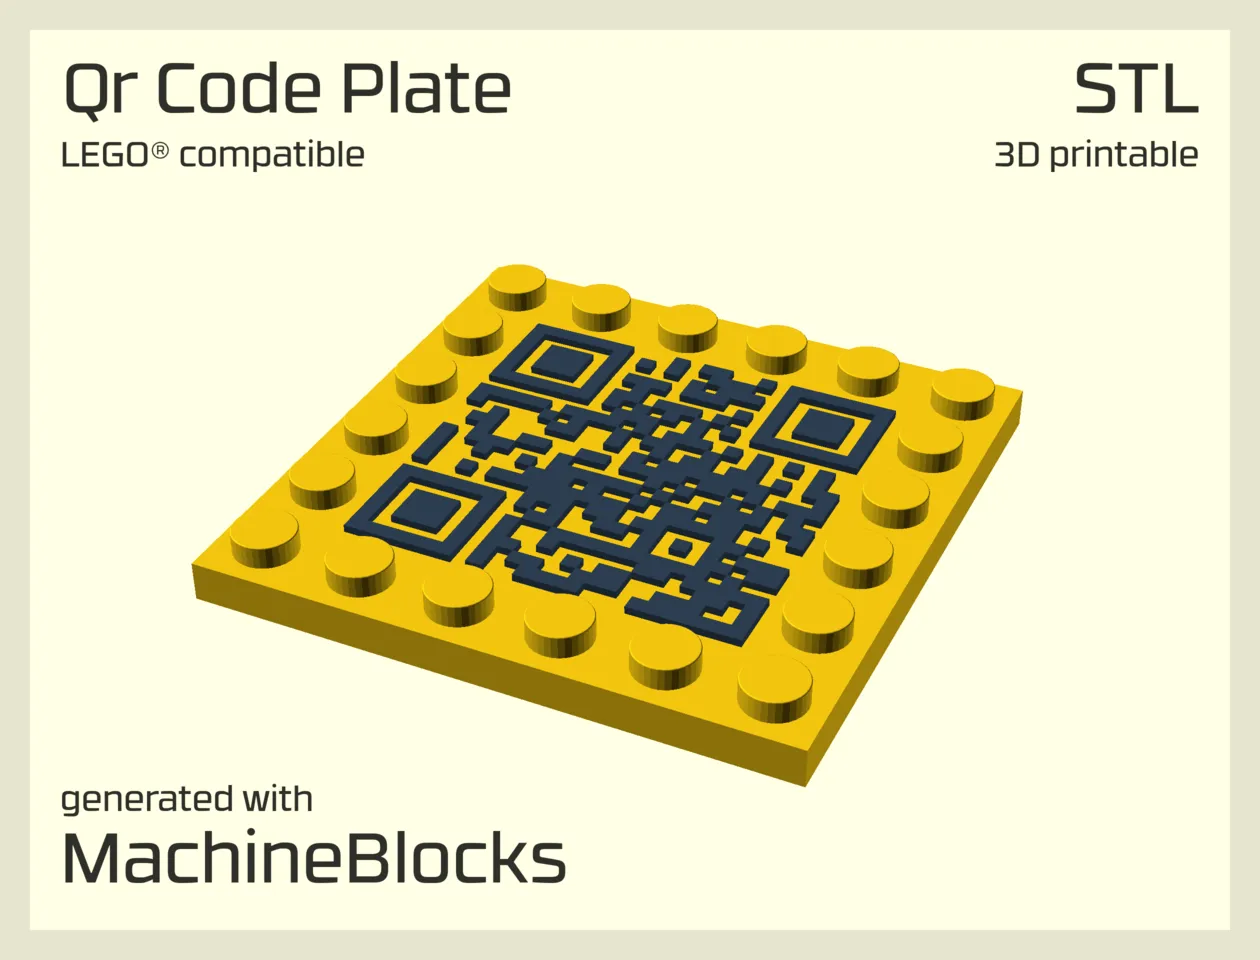 Qr Code Plate
STL
LEGO® compatible
3D printable
generated with
MachineBlocks